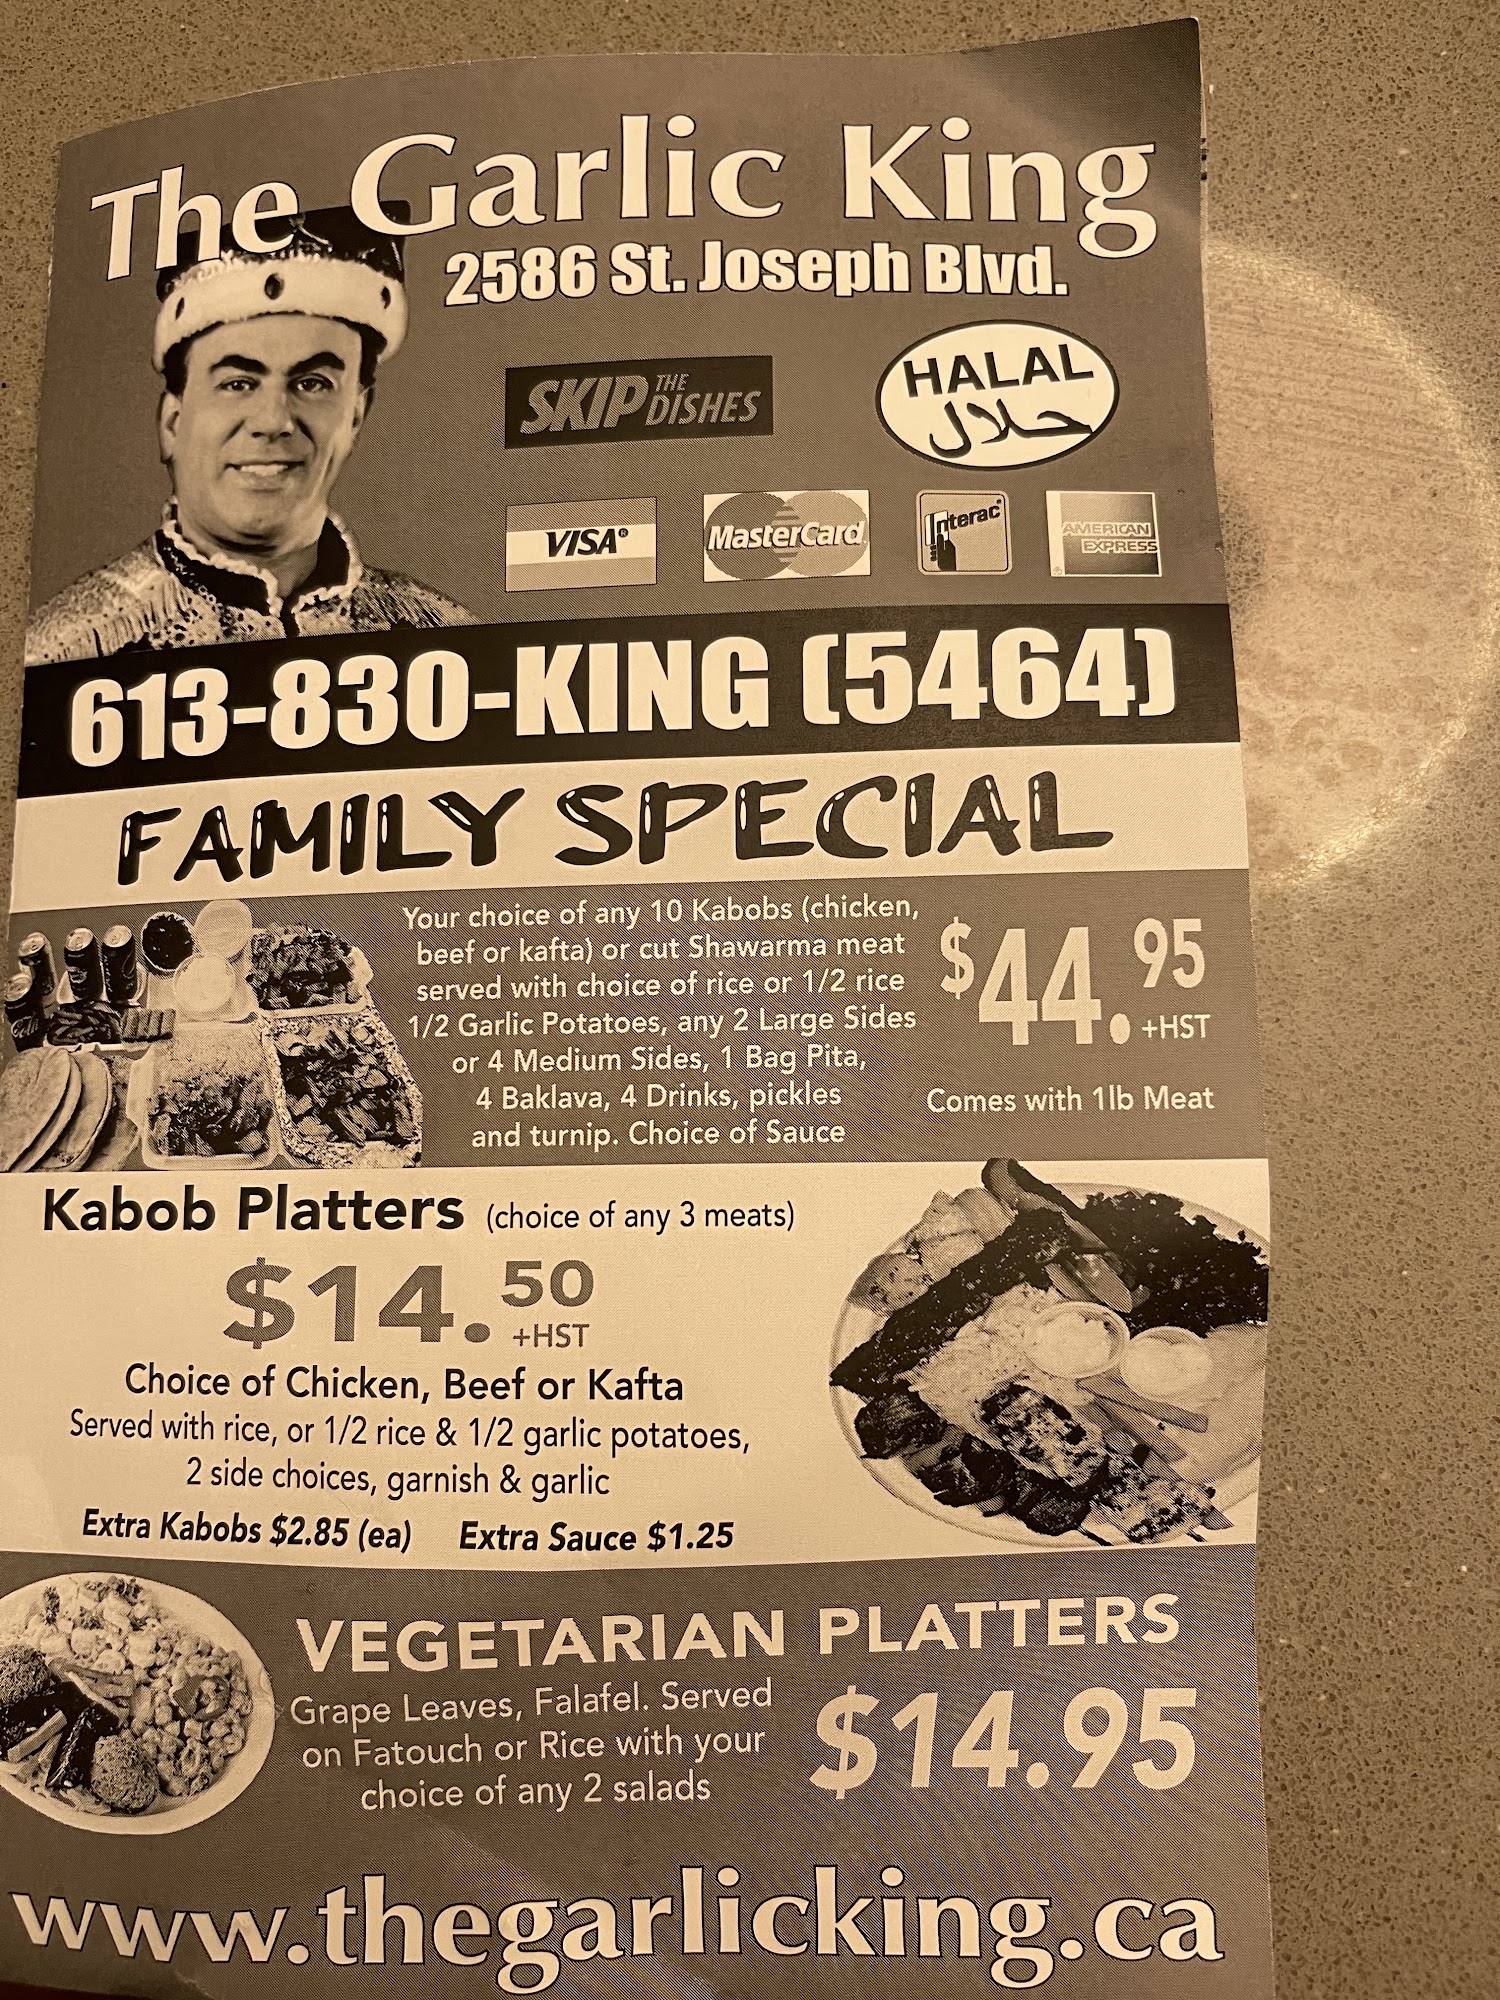 The Garlic King
2586 St. Joseph Blvd.
SKIP THE DISHES
HALAL
حلال
VISA®
MasterCard
Interac®
AMERICAN EXPRESS
613-830-KING (5464)
FAMILY SPECIAL
Your choice of any 10 Kabobs (chicken,
beef or kafta) or cut Shawarma meat
served with choice of rice or 1/2 rice
1/2 Garlic Potatoes, any 2 Large Sides
or 4 Medium Sides, 1 Bag Pita,
4 Baklava, 4 Drinks, pickles
and turnip. Choice of Sauce
$44.95
+HST
Comes with 1lb Meat
Kabob Platters (choice of any 3 meats)
$14.50
+HST
Choice of Chicken, Beef or Kafta
Served with rice, or 1/2 rice & 1/2 garlic potatoes,
2 side choices, garnish & garlic
Extra Kabobs $2.85 (ea) Extra Sauce $1.25
VEGETARIAN PLATTERS
Grape Leaves, Falafel. Served
on Fatouch or Rice with your
choice of any 2 salads
$14.95
www.thegarlicking.ca